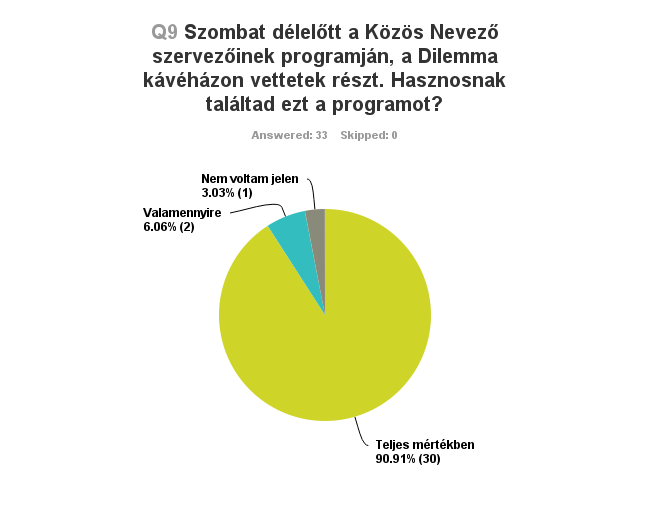 Q9 Szombat délelőtt a Közös Nevező
szervezőinek programján, a Dilemma
kávéházon vettetek részt. Hasznosnak
találtad ezt a programot?
Answered: 33 Skipped: 0
Nem voltam jelen
3.03% (1)
Valamennyire
6.06% (2)
Teljes mértékben
90.91% (30)